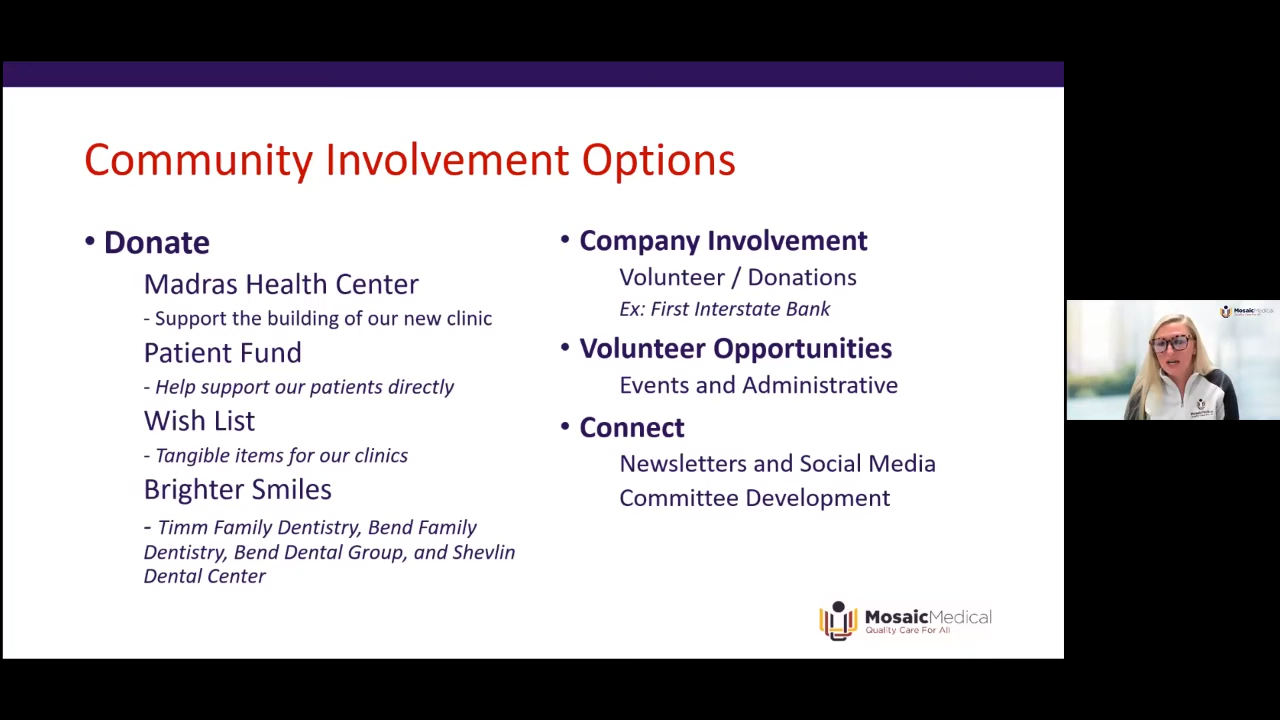 Community Involvement Options
• Donate
Madras Health Center
- Support the building of our new clinic
Patient Fund
- Help support our patients directly
Wish List
- Tangible items for our clinics
Brighter Smiles
- Timm Family Dentistry, Bend Family
Dentistry, Bend Dental Group, and Shevlin
Dental Center
• Company Involvement
Volunteer / Donations
Ex: First Interstate Bank
• Volunteer Opportunities
Events and Administrative
• Connect
Newsletters and Social Media
Committee Development
MosaicMedical
Quality Care For All
MosaicMedical